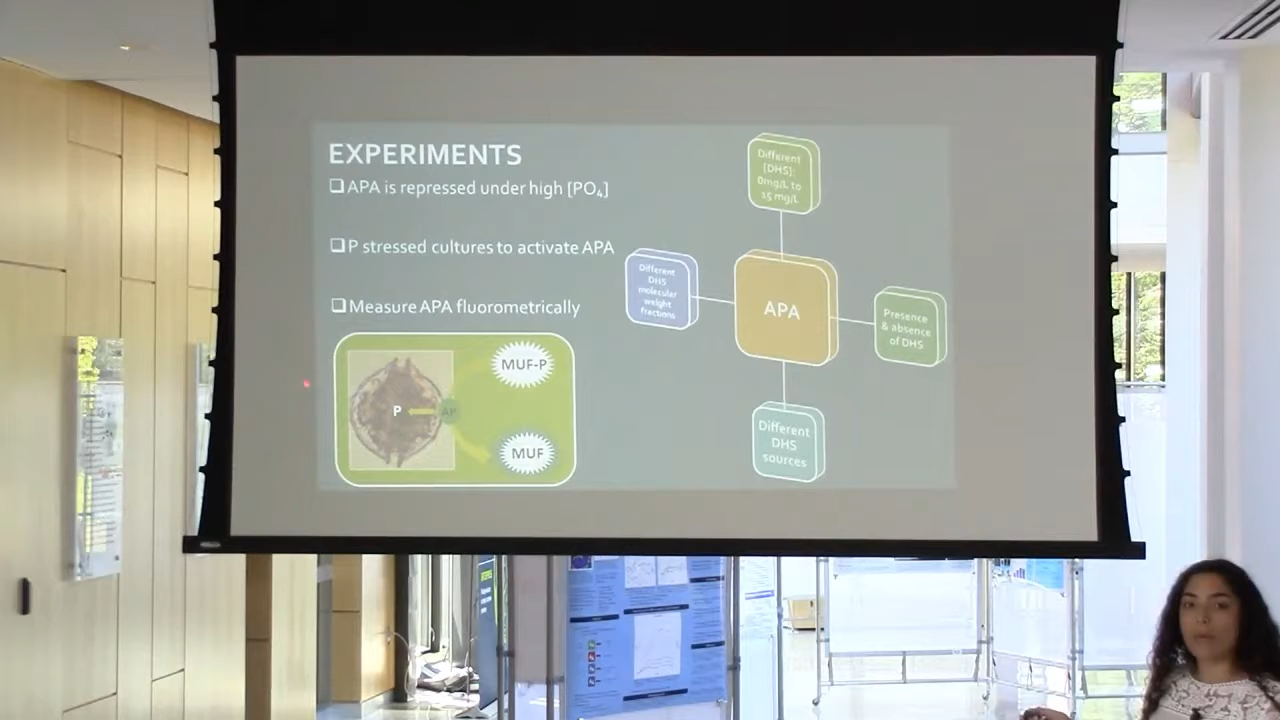 EXPERIMENTS
❑APA is repressed under high [PO₄]
❑P stressed cultures to activate APA
❑Measure APA fluorometrically
MUF-P
P
AP
MUF
Different
[DHS]:
0mg/L to
15 mg/L
Different
DHS
molecular
weight
fractions
APA
Presence
& absence
of DHS
Different
DHS
sources